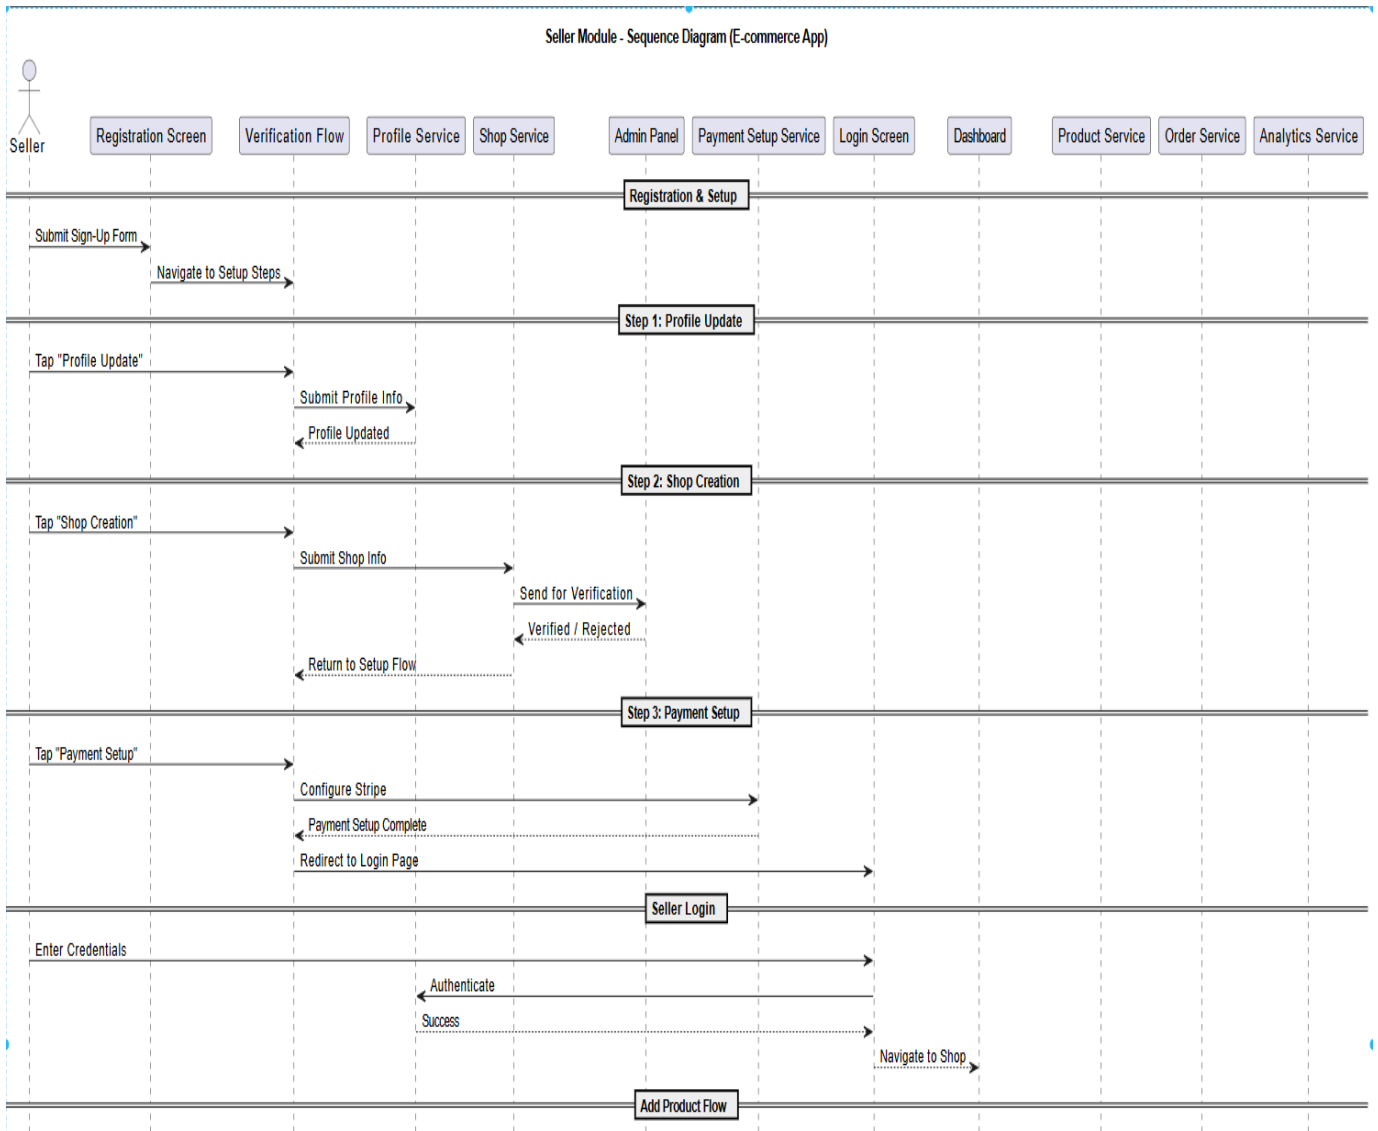 Seller Module - Sequence Diagram (E-commerce App)
Seller
Registration Screen
Verification Flow
Profile Service
Shop Service
Admin Panel
Payment Setup Service
Login Screen
Dashboard
Product Service
Order Service
Analytics Service
Registration & Setup
Submit Sign-Up Form
Navigate to Setup Steps
Step 1: Profile Update
Tap "Profile Update"
Submit Profile Info
Profile Updated
Step 2: Shop Creation
Tap "Shop Creation"
Submit Shop Info
Send for Verification
Verified / Rejected
Return to Setup Flow
Step 3: Payment Setup
Tap "Payment Setup"
Configure Stripe
Payment Setup Complete
Redirect to Login Page
Seller Login
Enter Credentials
Authenticate
Success
Navigate to Shop
Add Product Flow